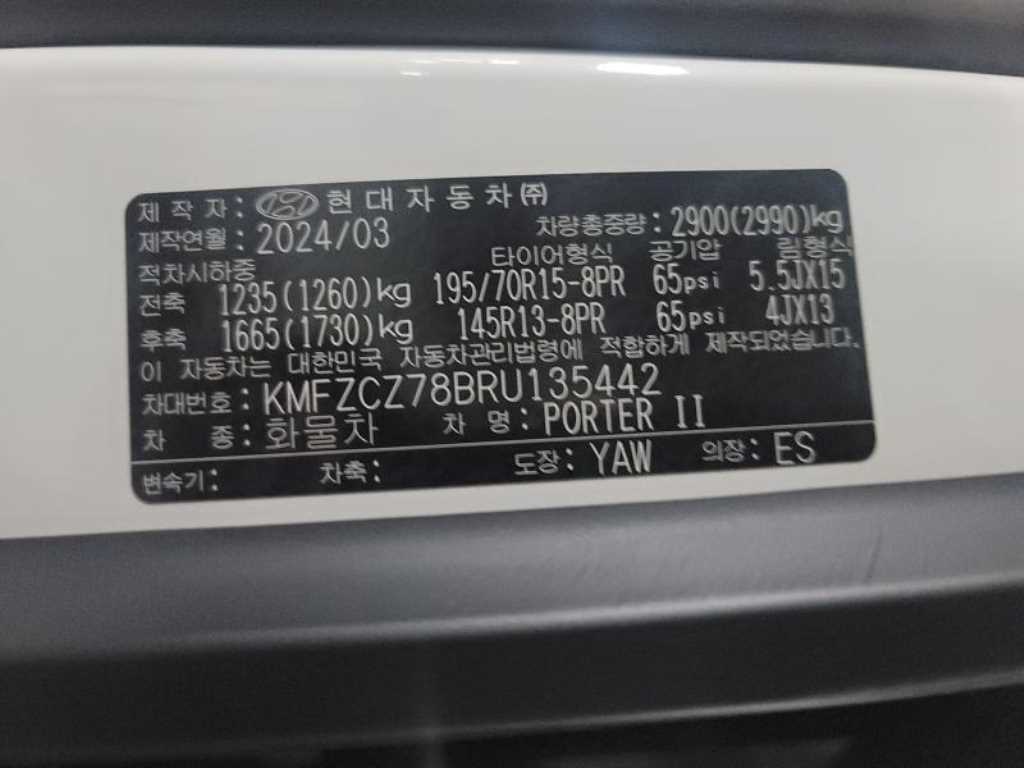 제 작 자 : 현대자동차㈜
제작연월 : 2024/03 차량총중량 : 2900(2990)kg
적차시하중 타이어형식 공기압 림형식
전축 1235(1260)kg 195/70R15-8PR 65psi 5.5JX15
후축 1665(1730)kg 145R13-8PR 65psi 4JX13
이 자동차는 대한민국 자동차관리법령에 적합하게 제작되었습니다
차대번호 : KMFZCZ78BRU135442
차 종 : 화물차 차 명 : PORTER II
변속기 : 차축 : 도장 : YAW 의장 : ES